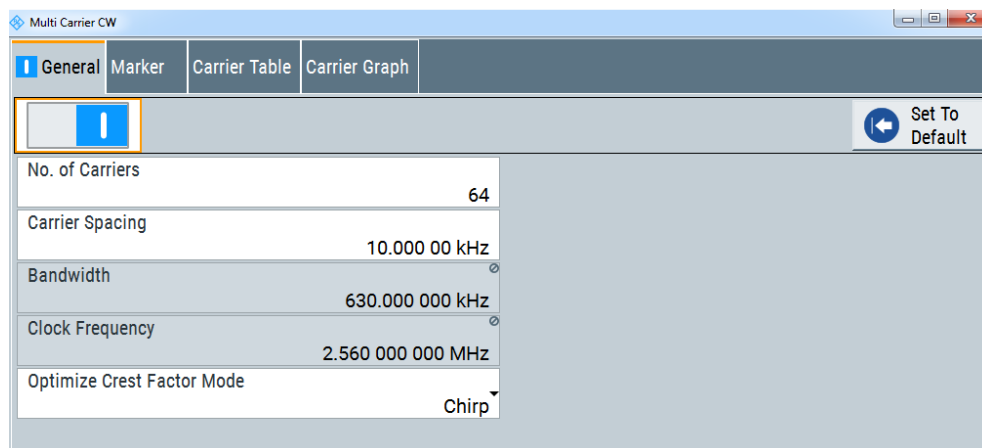 Multi Carrier CW
General Marker Carrier Table Carrier Graph
Set To
Default
No. of Carriers
64
Carrier Spacing
10.000 00 kHz
Bandwidth
630.000 000 kHz
Clock Frequency
2.560 000 000 MHz
Optimize Crest Factor Mode
Chirp